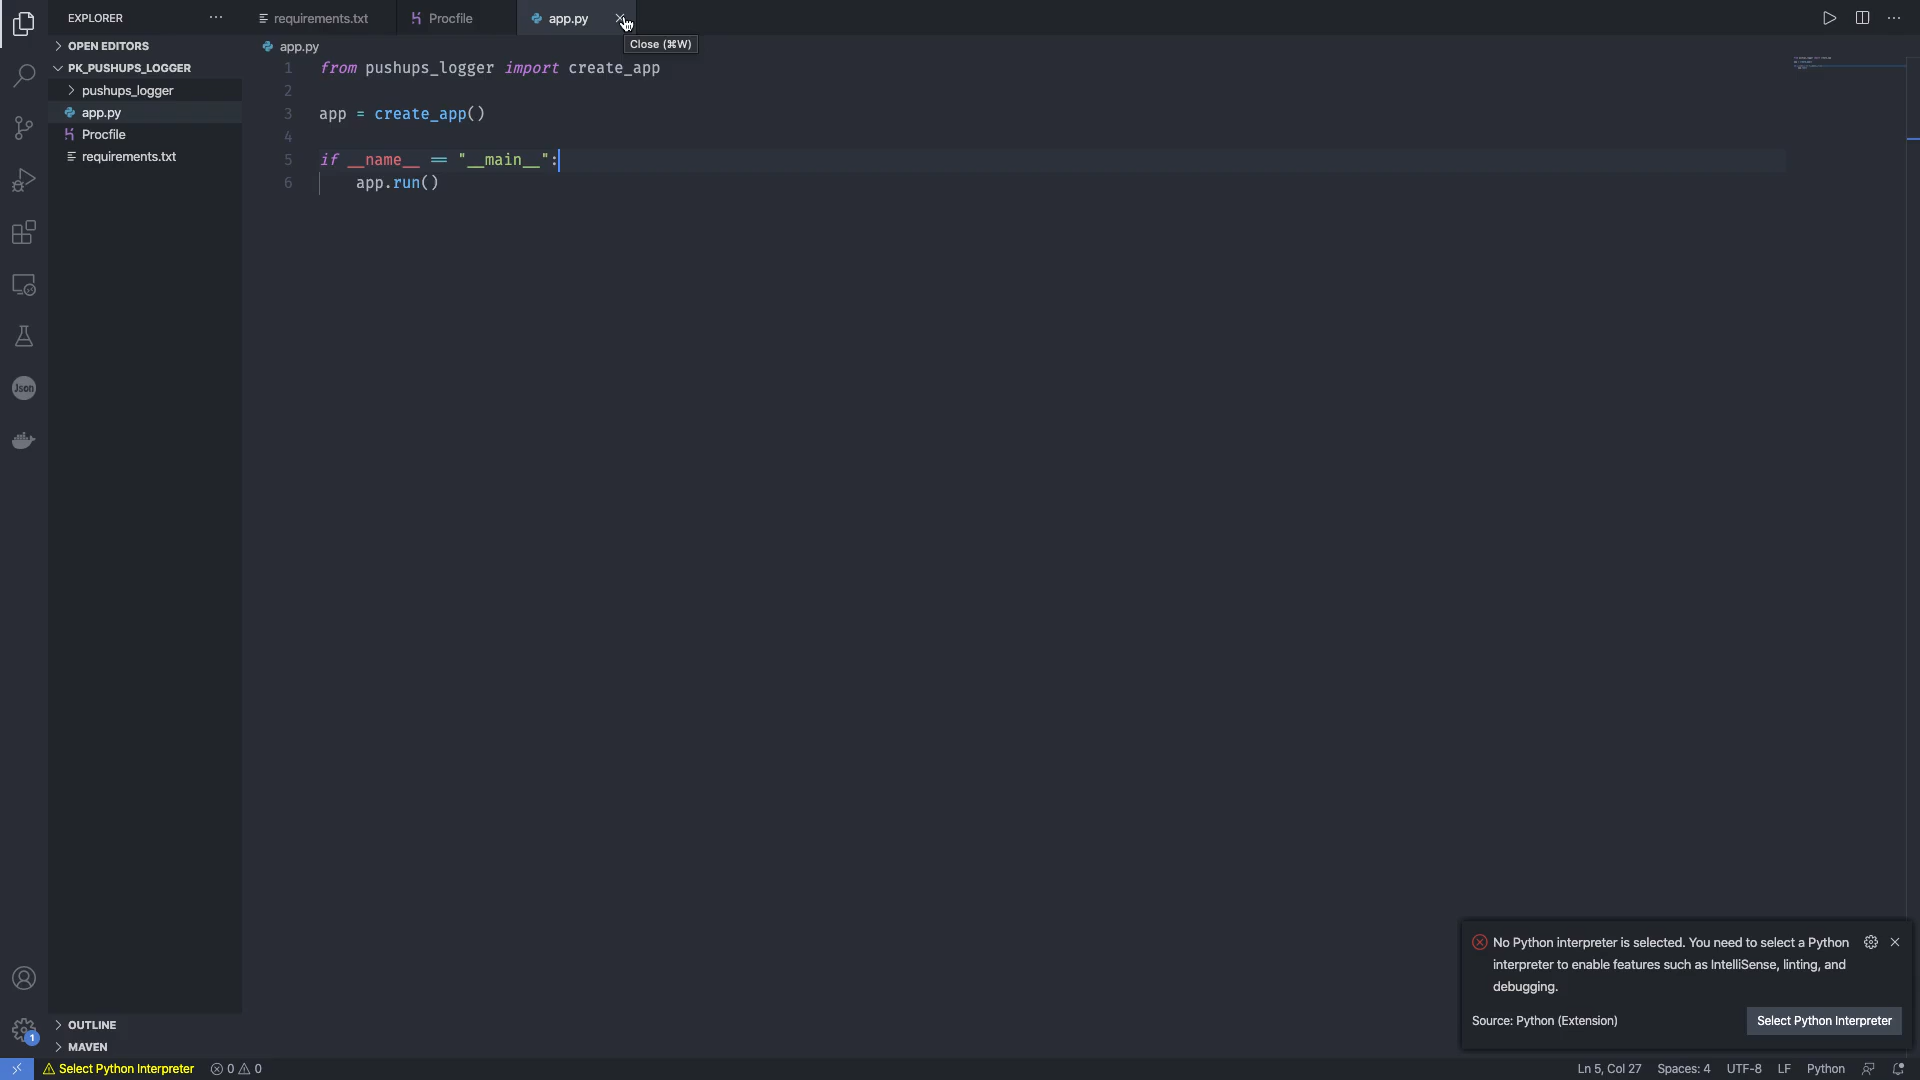 EXPLORER
requirements.txt
Procfile
app.py
Close (⌘W)
OPEN EDITORS
PK_PUSHUPS_LOGGER
pushups_logger
app.py
Procfile
requirements.txt
Json
app.py
1 from pushups_logger import create_app
2
3 app = create_app()
4
5 if __name__ == "__main__":
6 app.run()
No Python interpreter is selected. You need to select a Python
interpreter to enable features such as IntelliSense, linting, and
debugging.
Source: Python (Extension)
Select Python Interpreter
OUTLINE
MAVEN
1
Select Python Interpreter
0
0
Ln 5, Col 27
Spaces: 4
UTF-8
LF
Python